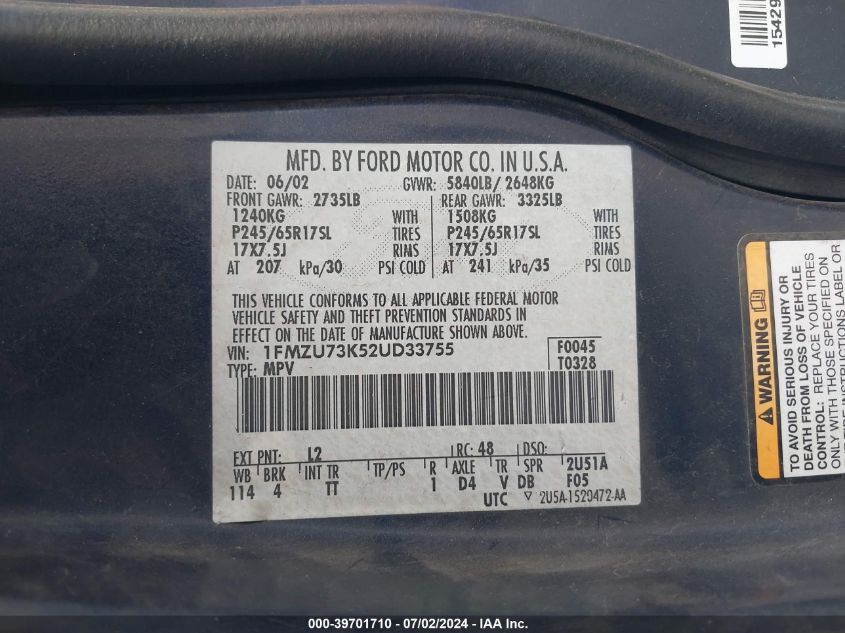 15429
MFD. BY FORD MOTOR CO. IN U.S.A.
DATE: 06/02 GVWR: 5840LB/ 2648KG
FRONT GAWR: 2735LB REAR GAWR: 3325LB
1240KG WITH 1508KG WITH
P245/65R17SL TIRES P245/65R17SL TIRES
17X7.5J RIMS 17X7.5J RIMS
AT 207 kPa/30 PSI COLD AT 241 kPa/35 PSI COLD
THIS VEHICLE CONFORMS TO ALL APPLICABLE FEDERAL MOTOR
VEHICLE SAFETY AND THEFT PREVENTION STANDARDS IN
EFFECT ON THE DATE OF MANUFACTURE SHOWN ABOVE.
VIN: 1FMZU73K52UD33755 F0045
TYPE: MPV T0328
EXT PNT: L2 RC: 48 DSO:
WB BRK INT TR TP/PS R AXLE TR SPR 2U51A
114 4 TT 1 D4 V DB F05
UTC ▽ 2U5A-1520472-AA
WARNING
TO AVOID SERIOUS INJURY OR
DEATH FROM LOSS OF VEHICLE
CONTROL: REPLACE YOUR TIRES
ONLY WITH THOSE SPECIFIED ON
TIRE INSTRUCTIONS LABEL OR
000-39701710 - 07/02/2024 - IAA Inc.